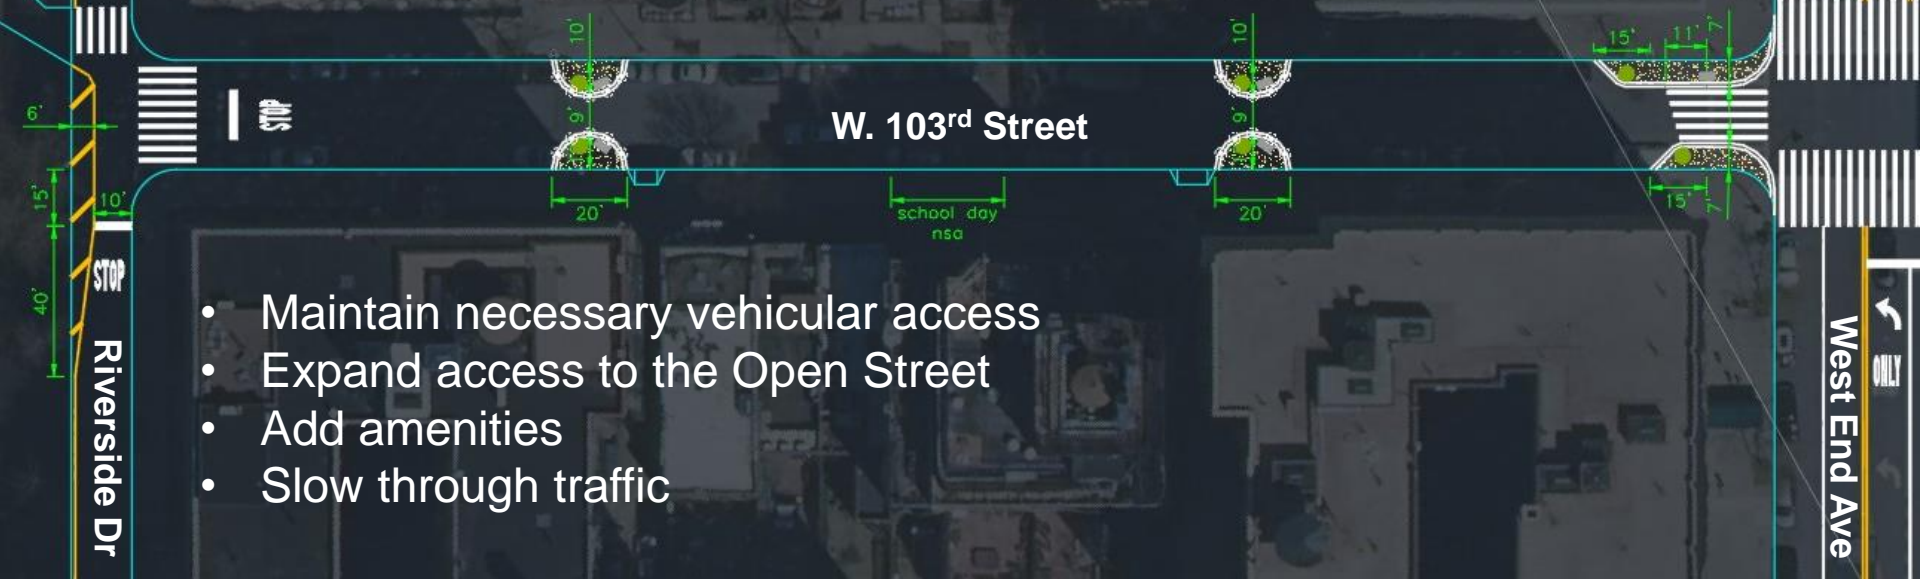 10'
10'
15'
11'
7'
STOP
W. 103rd Street
6'
9'
9'
15'
10'
20'
school day
nsa
20'
15'
7'
STOP
40'
• Maintain necessary vehicular access
• Expand access to the Open Street
• Add amenities
• Slow through traffic
Riverside Dr
West End Ave
ONLY